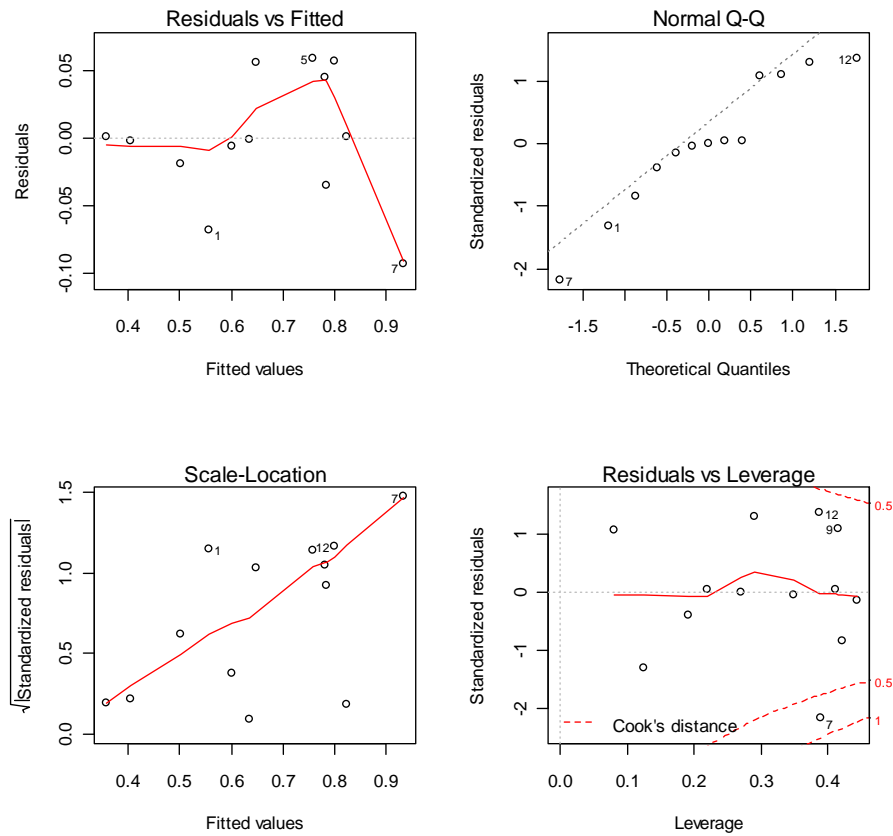 Residuals vs Fitted
Residuals
0.05
0.00
-0.05
-0.10
5
1
7
0.4 0.5 0.6 0.7 0.8 0.9
Fitted values
Normal Q-Q
Standardized residuals
1
0
-1
-2
12
1
7
-1.5 -0.5 0.0 0.5 1.0 1.5
Theoretical Quantiles
Scale-Location
√|Standardized residuals|
1.5
1.0
0.5
0.0
7
1
12
0.4 0.5 0.6 0.7 0.8 0.9
Fitted values
Residuals vs Leverage
Standardized residuals
1
0
-1
-2
12
9
7
0.5
0.5
1
Cook's distance
0.0 0.1 0.2 0.3 0.4
Leverage